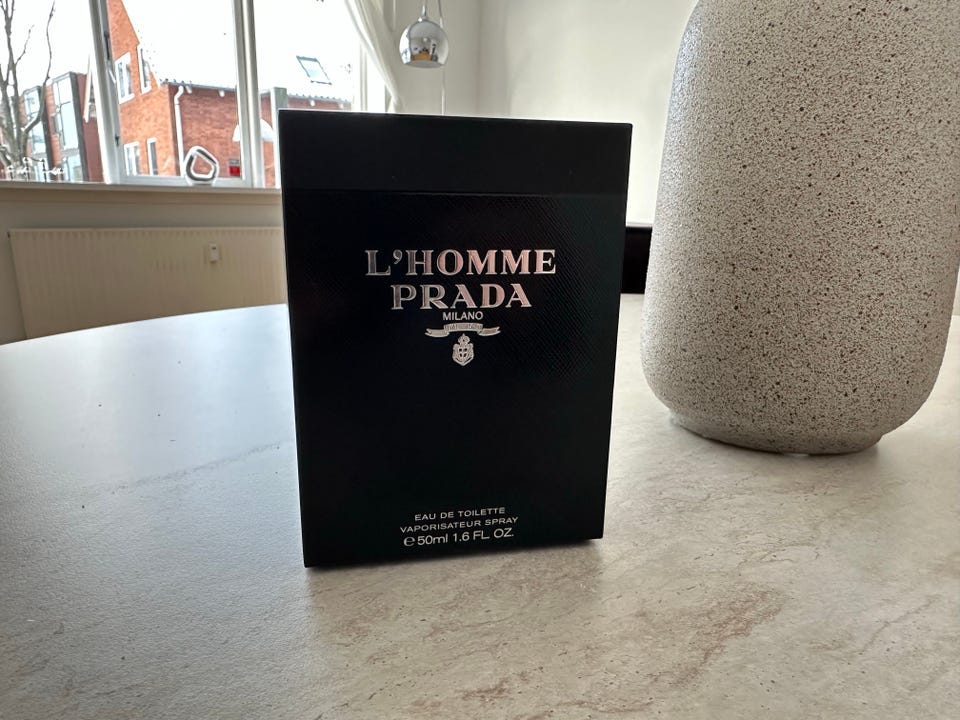 L'HOMME
PRADA
MILANO
EAU DE TOILETTE
VAPORISATEUR SPRAY
℮50ml 1.6 FL. OZ.